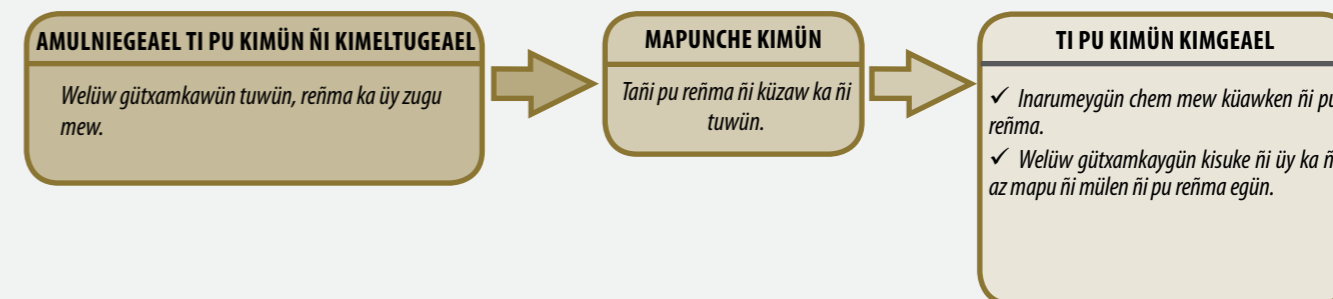 AMULNIEGEAEL TI PU KIMÜN ÑI KIMELTUGEAEL
Welüw gütxamkawün tuwün, reñma ka üy zugu
mew.
MAPUNCHE KIMÜN
Tañi pu reñma ñi küzaw ka ñi
tuwün.
TI PU KIMÜN KIMGEAEL
✓ Inarumeygün chem mew küawken ñi pu
reñma.
✓ Welüw gütxamkaygün kisuke ñi üy ka ñi
az mapu ñi mülen ñi pu reñma egün.